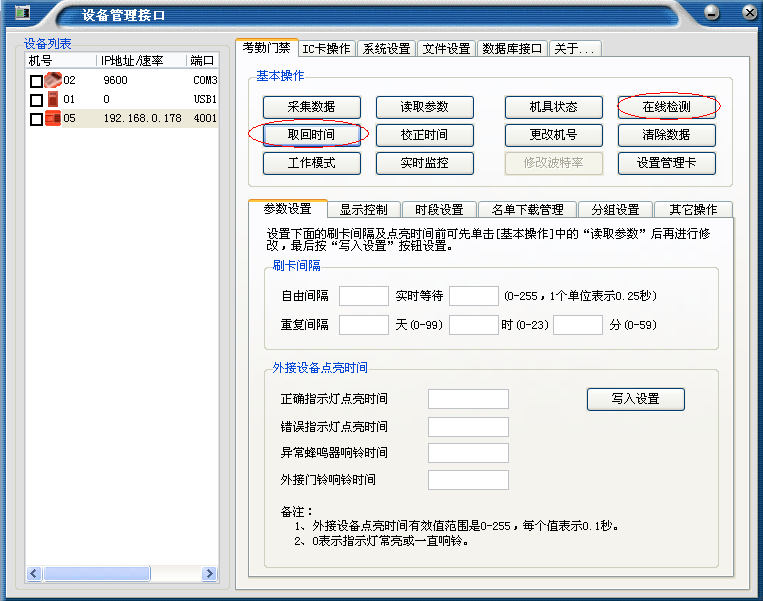 设备管理接口
设备列表
机号 IP地址/速率 端口
02 9600 COM3
01 0 USB1
05 192.168.0.178 4001
考勤门禁 IC卡操作 系统设置 文件设置 数据库接口 关于...
基本操作
采集数据 读取参数 机具状态 在线检测
取回时间 校正时间 更改机号 清除数据
工作模式 实时监控 修改波特率 设置管理卡
参数设置 显示控制 时段设置 名单下载管理 分组设置 其它操作
设置下面的刷卡间隔及点亮时间前可先单击[基本操作]中的“读取参数”后再进行修
改，最后按“写入设置”按钮设置。
刷卡间隔
自由间隔 实时等待 (0-255，1个单位表示0.25秒)
重复间隔 天(0-99) 时(0-23) 分(0-59)
外接设备点亮时间
正确指示灯点亮时间 写入设置
错误指示灯点亮时间
异常蜂鸣器响铃时间
外接门铃响铃时间
备注：
1、外接设备点亮时间有效值范围是0-255，每个值表示0.1秒。
2、0表示指示灯常亮或一直响铃。